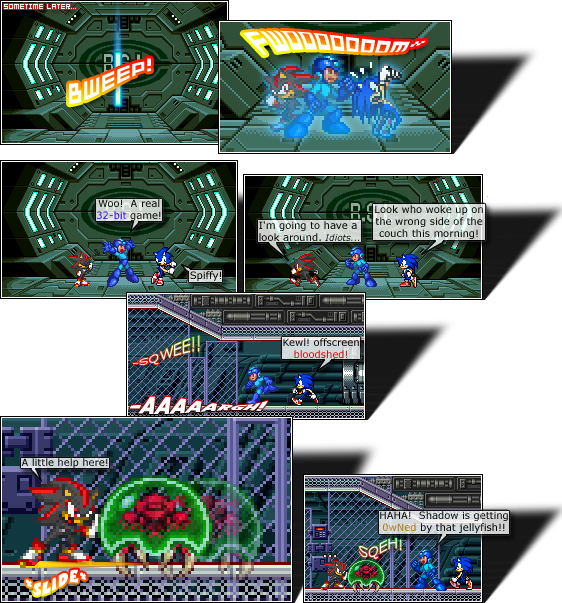 SOMETIME LATER...
BWEEP!
FWOOOOOOOM~
Woo! A real
32-bit game!
Spiffy!
I'm going to have a
look around. Idiots...
Look who woke up on
the wrong side of the
couch this morning!
-SQWEE!!
Kewl! offscreen
bloodshed!
-AAAAAARGH!
A little help here!
SLIDE
HAHA! Shadow is getting
0wNed by that jellyfish!!
SQEH!